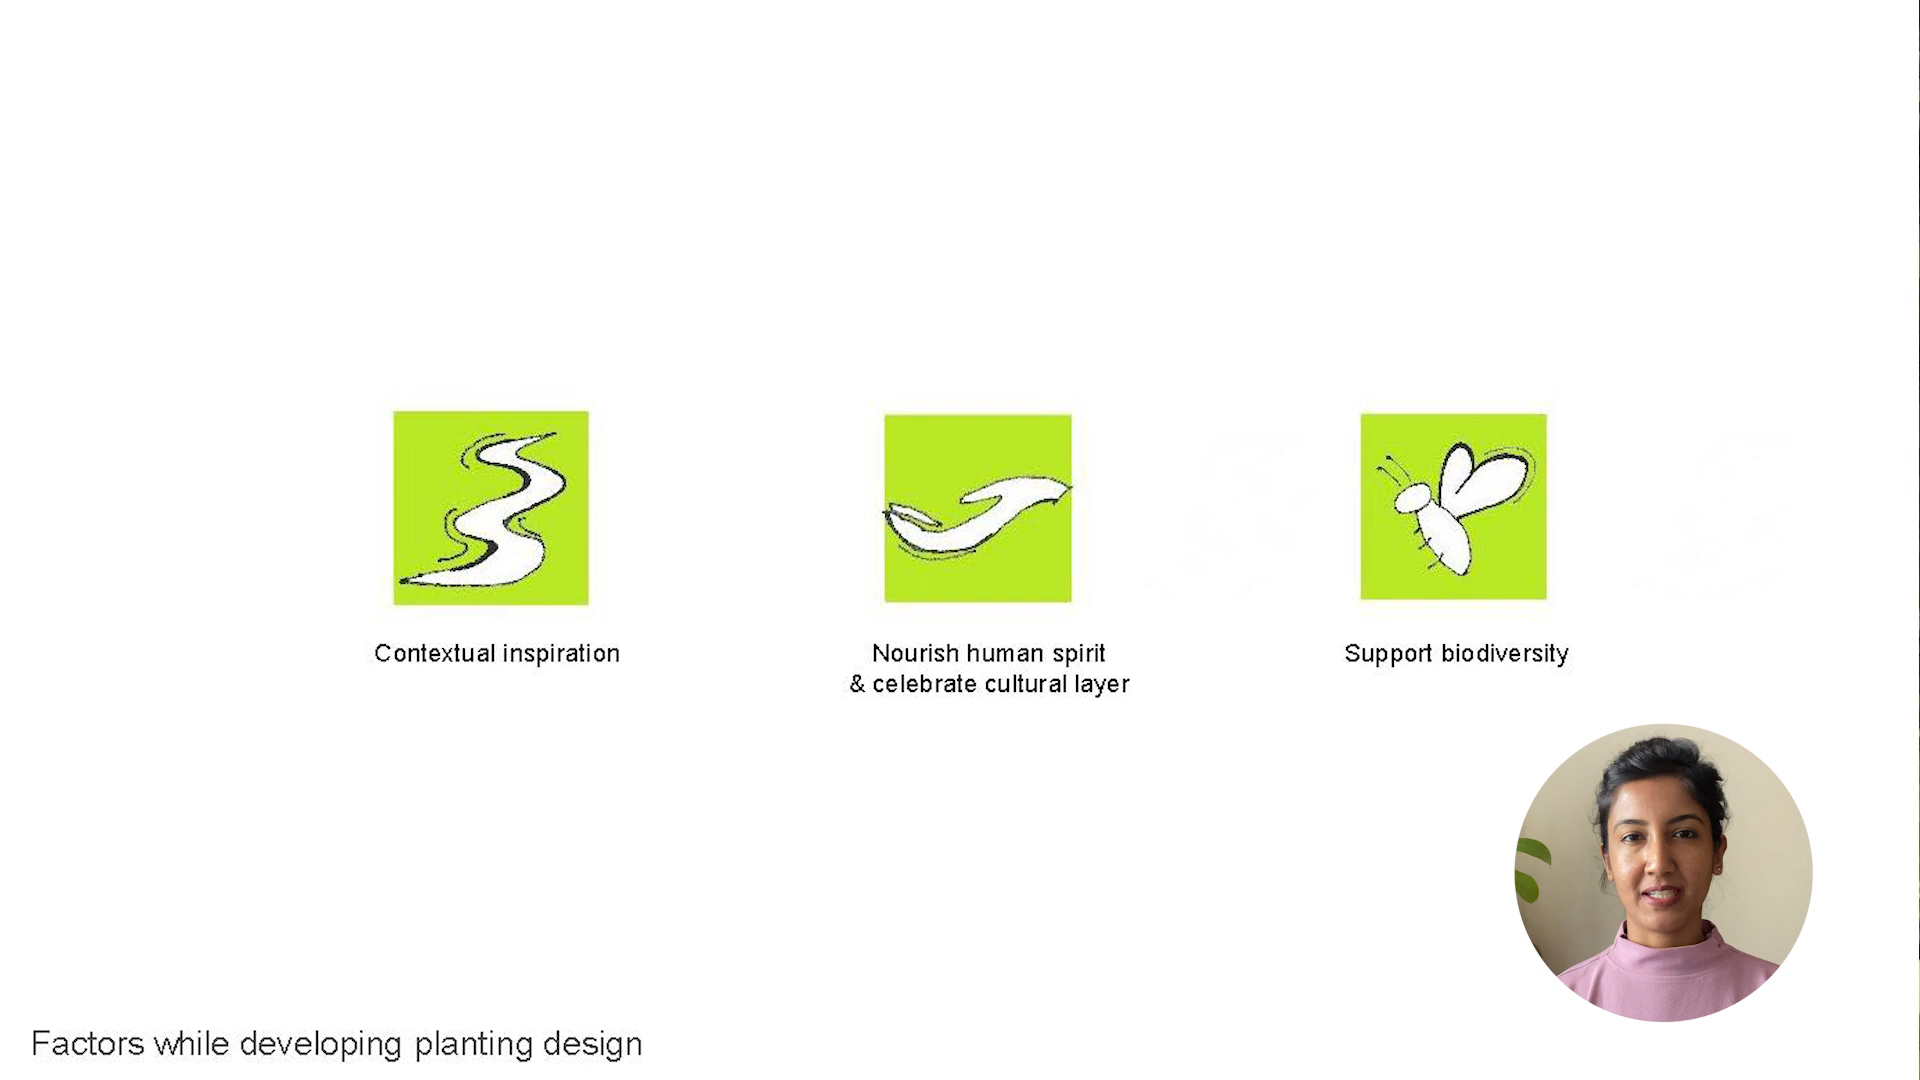 Contextual inspiration
Nourish human spirit
& celebrate cultural layer
Support biodiversity
Factors while developing planting design